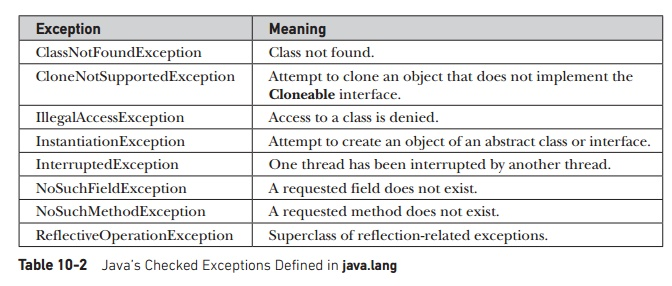 Exception Meaning
ClassNotFoundException Class not found.
CloneNotSupportedException Attempt to clone an object that does not implement the
Cloneable interface.
IllegalAccessException Access to a class is denied.
InstantiationException Attempt to create an object of an abstract class or interface.
InterruptedException One thread has been interrupted by another thread.
NoSuchFieldException A requested field does not exist.
NoSuchMethodException A requested method does not exist.
ReflectiveOperationException Superclass of reflection-related exceptions.
Table 10-2 Java's Checked Exceptions Defined in java.lang